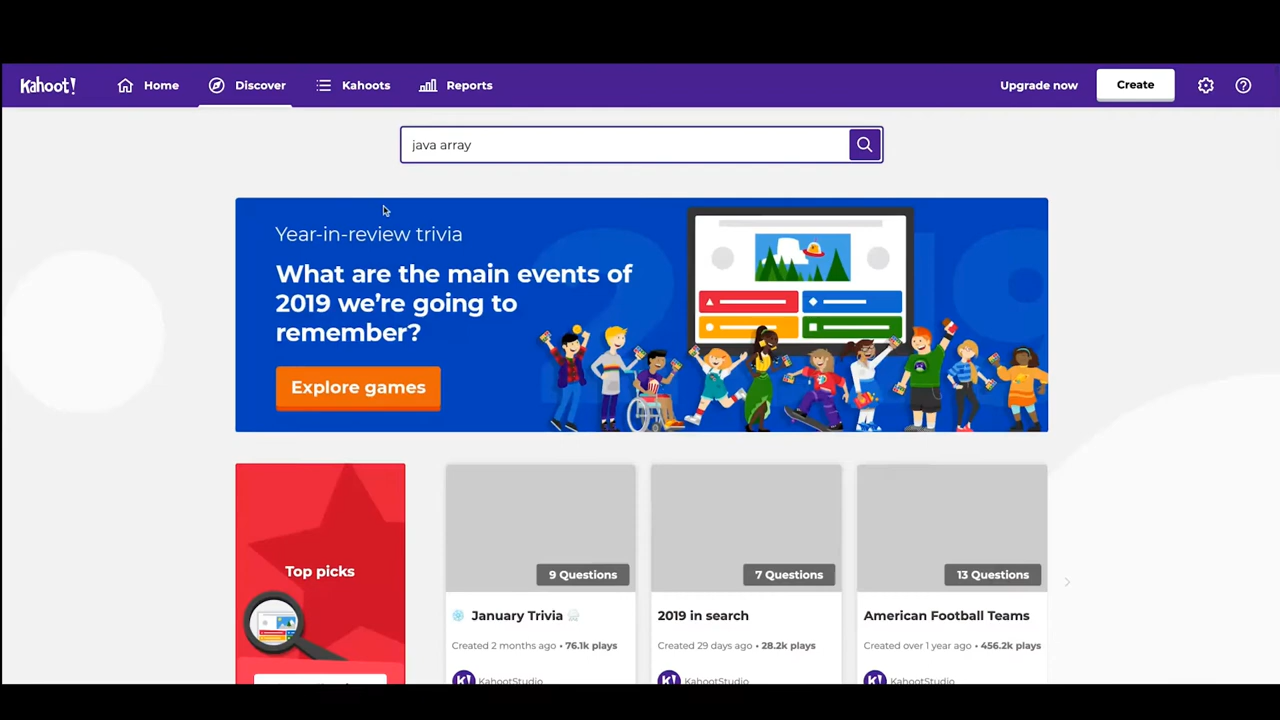 Kahoot! Home Discover Kahoots Reports Upgrade now Create
java array
Year-in-review trivia
What are the main events of
2019 we're going to
remember?
Explore games
Top picks
9 Questions
January Trivia
Created 2 months ago • 76.1k plays
K! KahootStudio
7 Questions
2019 in search
Created 29 days ago • 28.2k plays
K! KahootStudio
13 Questions
American Football Teams
Created over 1 year ago • 456.2k plays
K! KahootStudio